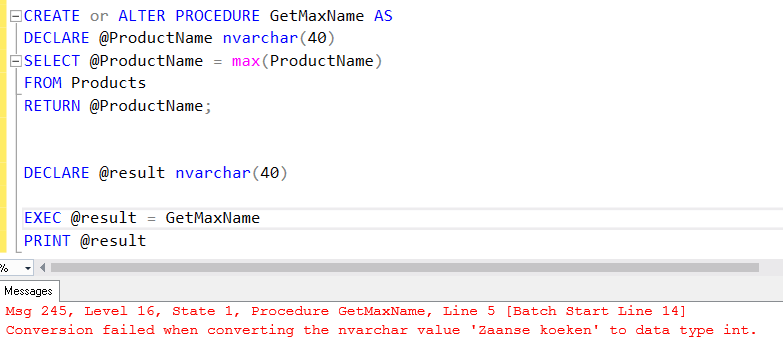 CREATE or ALTER PROCEDURE GetMaxName AS
DECLARE @ProductName nvarchar(40)
SELECT @ProductName = max(ProductName)
FROM Products
RETURN @ProductName;
DECLARE @result nvarchar(40)
EXEC @result = GetMaxName
PRINT @result
%
Messages
Msg 245, Level 16, State 1, Procedure GetMaxName, Line 5 [Batch Start Line 14]
Conversion failed when converting the nvarchar value 'Zaanse koeken' to data type int.